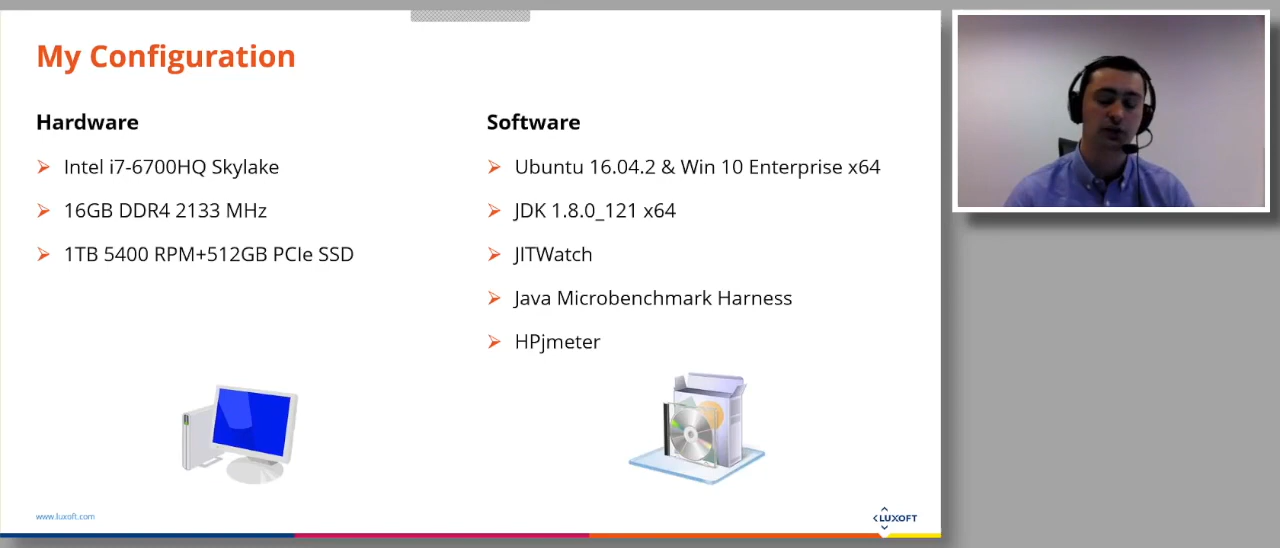 My Configuration
Hardware
Intel i7-6700HQ Skylake
16GB DDR4 2133 MHz
1TB 5400 RPM+512GB PCIe SSD
Software
Ubuntu 16.04.2 & Win 10 Enterprise x64
JDK 1.8.0_121 x64
JITWatch
Java Microbenchmark Harness
HPjmeter
www.luxoft.com
LUXOFT